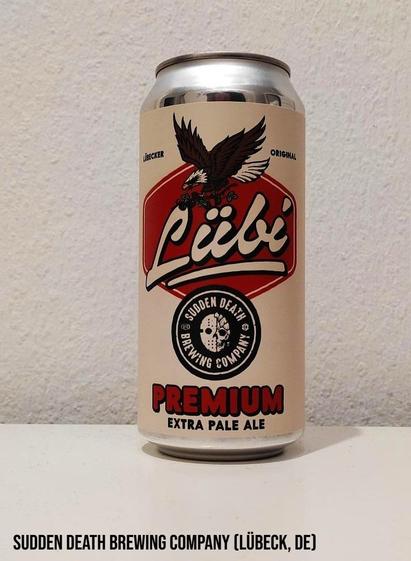 LÜBECKER
ORIGINAL
Lübi
SUDDEN DEATH
BREWING COMPANY
PREMIUM
EXTRA PALE ALE
SUDDEN DEATH BREWING COMPANY (LÜBECK, DE)